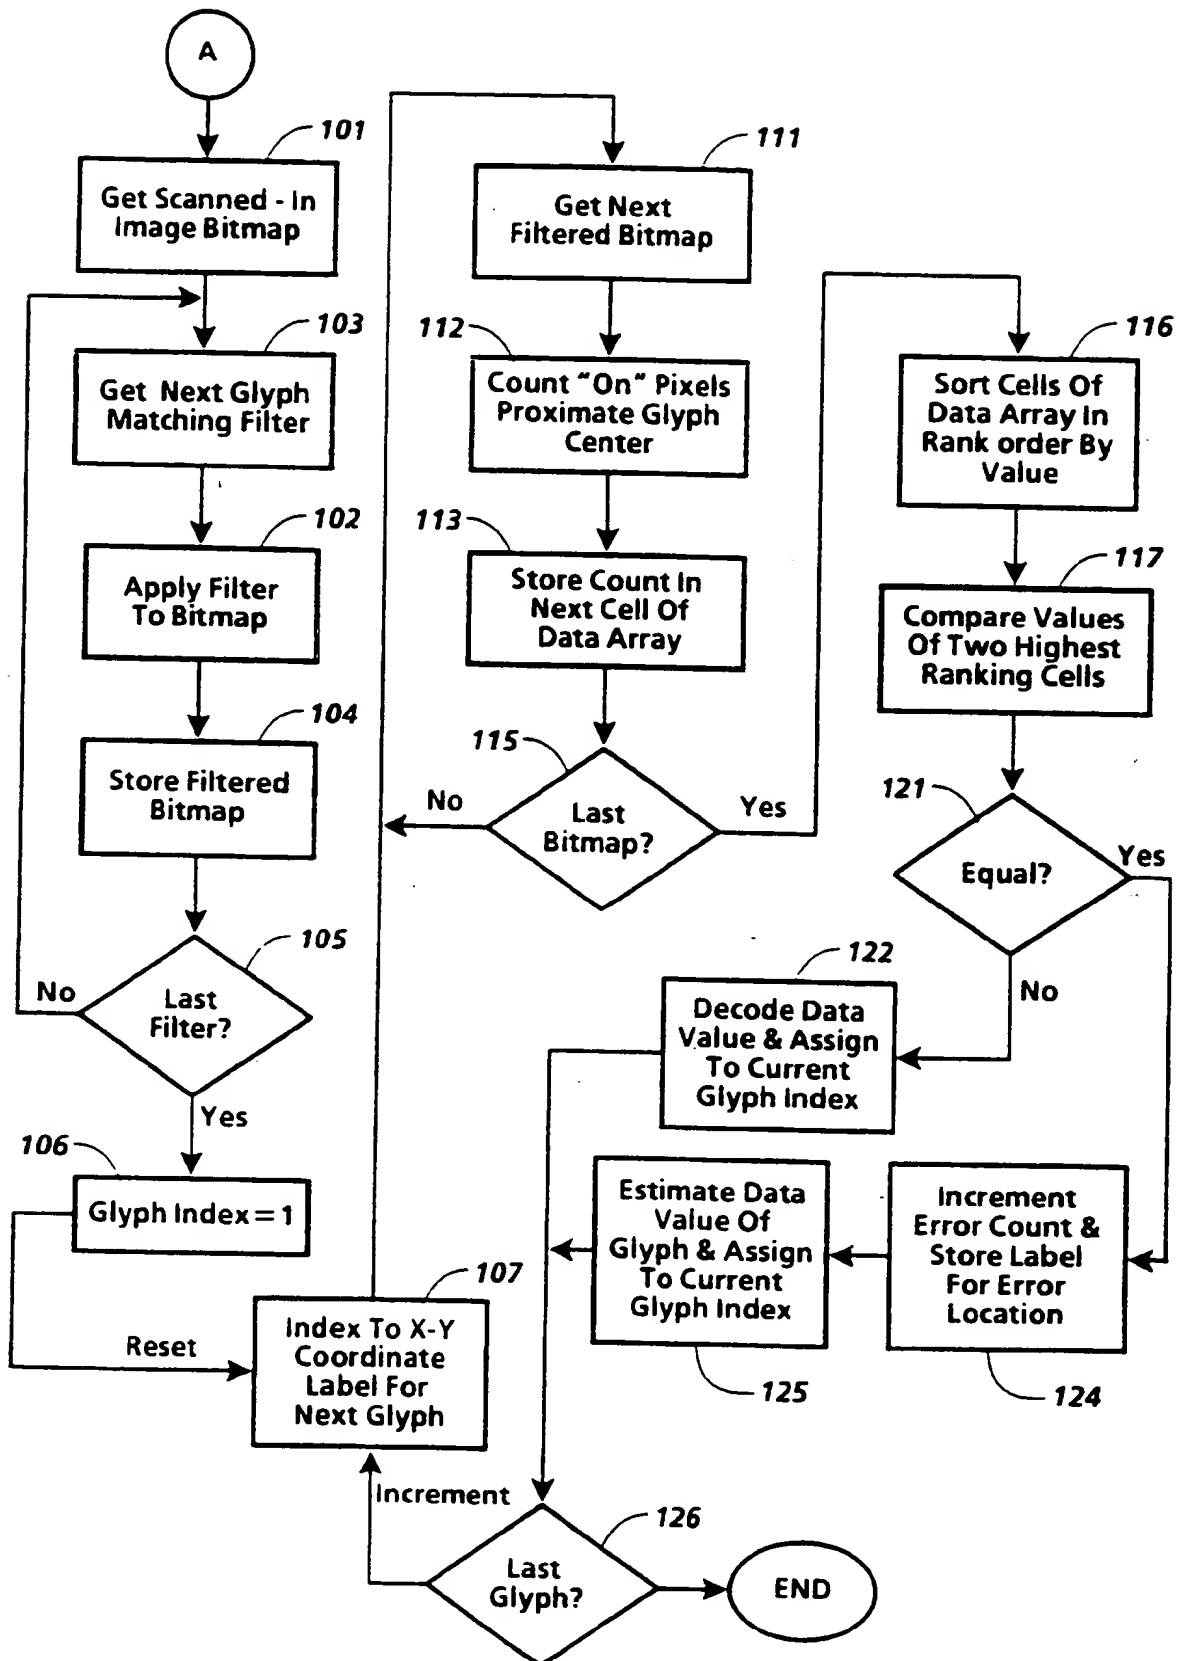 A
101
Get Scanned - In
Image Bitmap
103
Get Next Glyph
Matching Filter
102
Apply Filter
To Bitmap
104
Store Filtered
Bitmap
105
Last
Filter?
No
Yes
106
Glyph Index = 1
Reset
107
Index To X-Y
Coordinate
Label For
Next Glyph
Increment
111
Get Next
Filtered Bitmap
112
Count "On" Pixels
Proximate Glyph
Center
113
Store Count In
Next Cell Of
Data Array
115
Last
Bitmap?
No
Yes
116
Sort Cells Of
Data Array In
Rank order By
Value
117
Compare Values
Of Two Highest
Ranking Cells
121
Equal?
Yes
No
122
Decode Data
Value & Assign
To Current
Glyph Index
Increment
Error Count &
Store Label
For Error
Location
124
Estimate Data
Value Of
Glyph & Assign
To Current
Glyph Index
125
126
Last
Glyph?
END